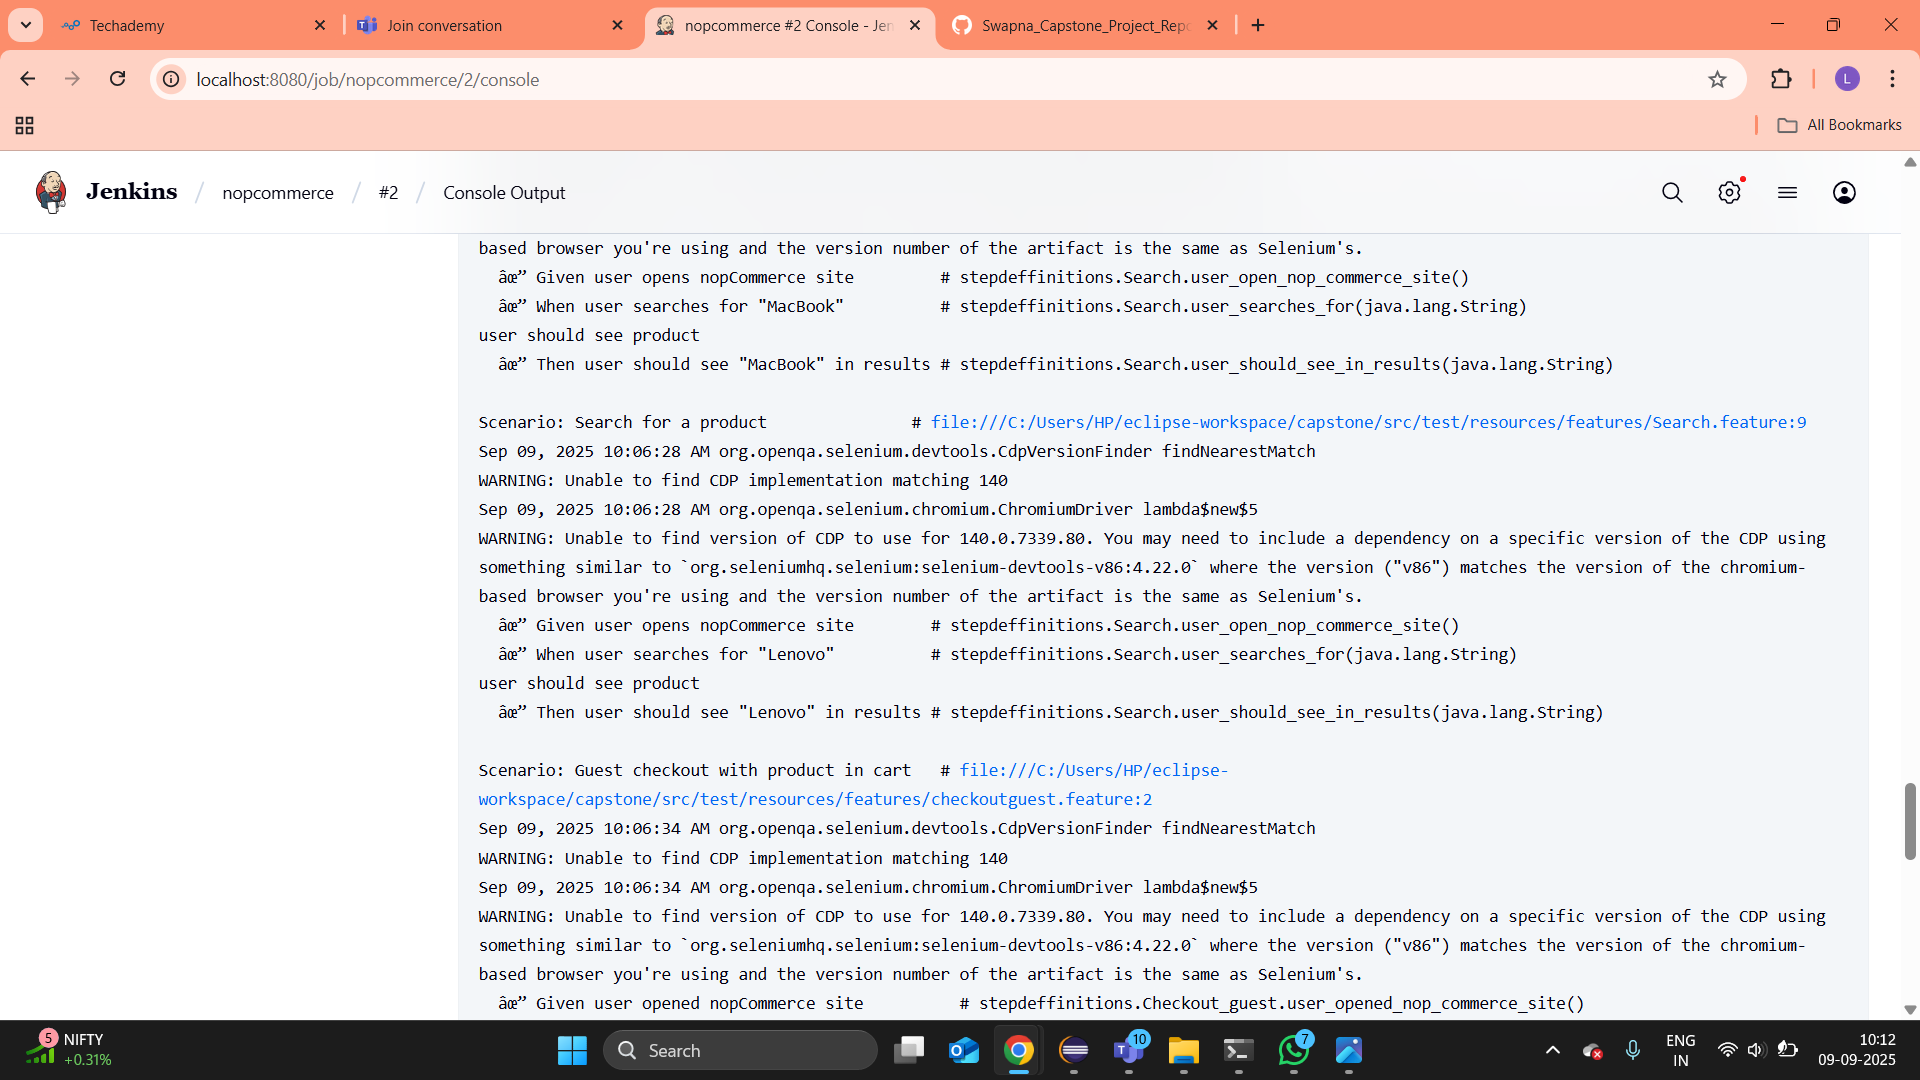 Techademy
Join conversation
nopcommerce #2 Console - Jen
Swapna_Capstone_Project_Repo
localhost:8080/job/nopcommerce/2/console
L
All Bookmarks
Jenkins / nopcommerce / #2 / Console Output
based browser you're using and the version number of the artifact is the same as Selenium's.
âœ” Given user opens nopCommerce site # stepdeffinitions.Search.user_open_nop_commerce_site()
âœ” When user searches for "MacBook" # stepdeffinitions.Search.user_searches_for(java.lang.String)
user should see product
âœ” Then user should see "MacBook" in results # stepdeffinitions.Search.user_should_see_in_results(java.lang.String)
Scenario: Search for a product # file:///C:/Users/HP/eclipse-workspace/capstone/src/test/resources/features/Search.feature:9
Sep 09, 2025 10:06:28 AM org.openqa.selenium.devtools.CdpVersionFinder findNearestMatch
WARNING: Unable to find CDP implementation matching 140
Sep 09, 2025 10:06:28 AM org.openqa.selenium.chromium.ChromiumDriver lambda$new$5
WARNING: Unable to find version of CDP to use for 140.0.7339.80. You may need to include a dependency on a specific version of the CDP using
something similar to `org.seleniumhq.selenium:selenium-devtools-v86:4.22.0` where the version ("v86") matches the version of the chromium-
based browser you're using and the version number of the artifact is the same as Selenium's.
âœ” Given user opens nopCommerce site # stepdeffinitions.Search.user_open_nop_commerce_site()
âœ” When user searches for "Lenovo" # stepdeffinitions.Search.user_searches_for(java.lang.String)
user should see product
âœ” Then user should see "Lenovo" in results # stepdeffinitions.Search.user_should_see_in_results(java.lang.String)
Scenario: Guest checkout with product in cart # file:///C:/Users/HP/eclipse-
workspace/capstone/src/test/resources/features/checkoutguest.feature:2
Sep 09, 2025 10:06:34 AM org.openqa.selenium.devtools.CdpVersionFinder findNearestMatch
WARNING: Unable to find CDP implementation matching 140
Sep 09, 2025 10:06:34 AM org.openqa.selenium.chromium.ChromiumDriver lambda$new$5
WARNING: Unable to find version of CDP to use for 140.0.7339.80. You may need to include a dependency on a specific version of the CDP using
something similar to `org.seleniumhq.selenium:selenium-devtools-v86:4.22.0` where the version ("v86") matches the version of the chromium-
based browser you're using and the version number of the artifact is the same as Selenium's.
âœ” Given user opened nopCommerce site # stepdeffinitions.Checkout_guest.user_opened_nop_commerce_site()
5
NIFTY
+0.31%
Search
10
7
ENG
IN
10:12
09-09-2025